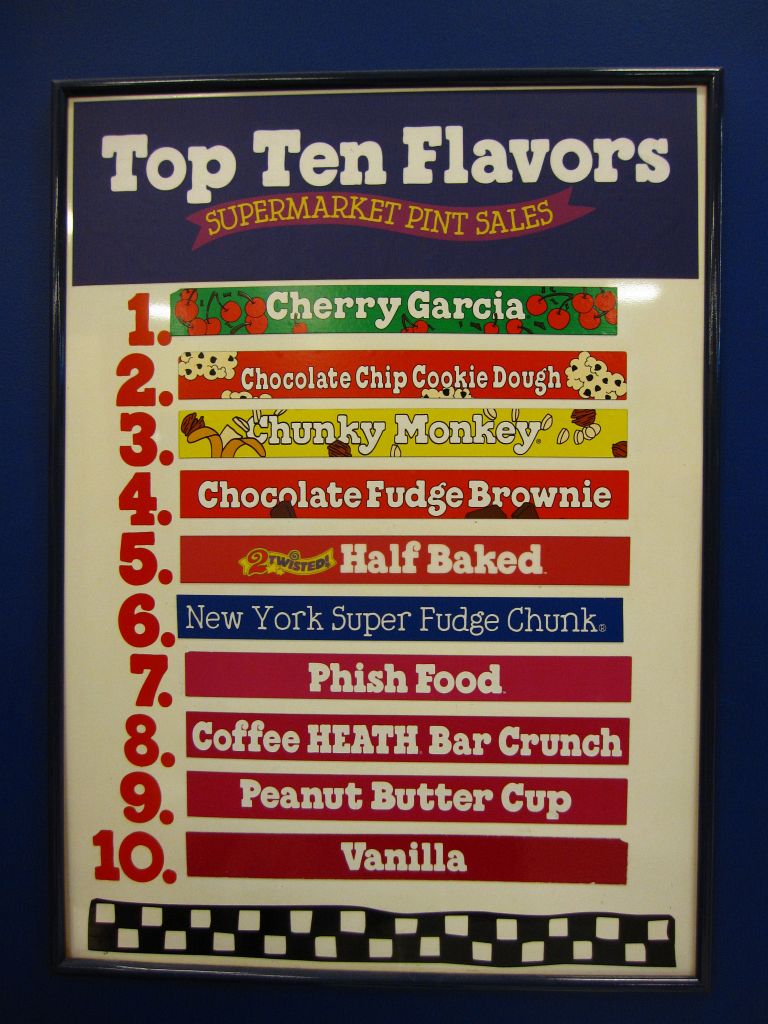 Top Ten Flavors
SUPERMARKET PINT SALES
1. Cherry Garcia
2. Chocolate Chip Cookie Dough
3. Chunky Monkey®
4. Chocolate Fudge Brownie
5. 2 TWISTED! Half Baked
6. New York Super Fudge Chunk®
7. Phish Food
8. Coffee HEATH Bar Crunch
9. Peanut Butter Cup
10. Vanilla